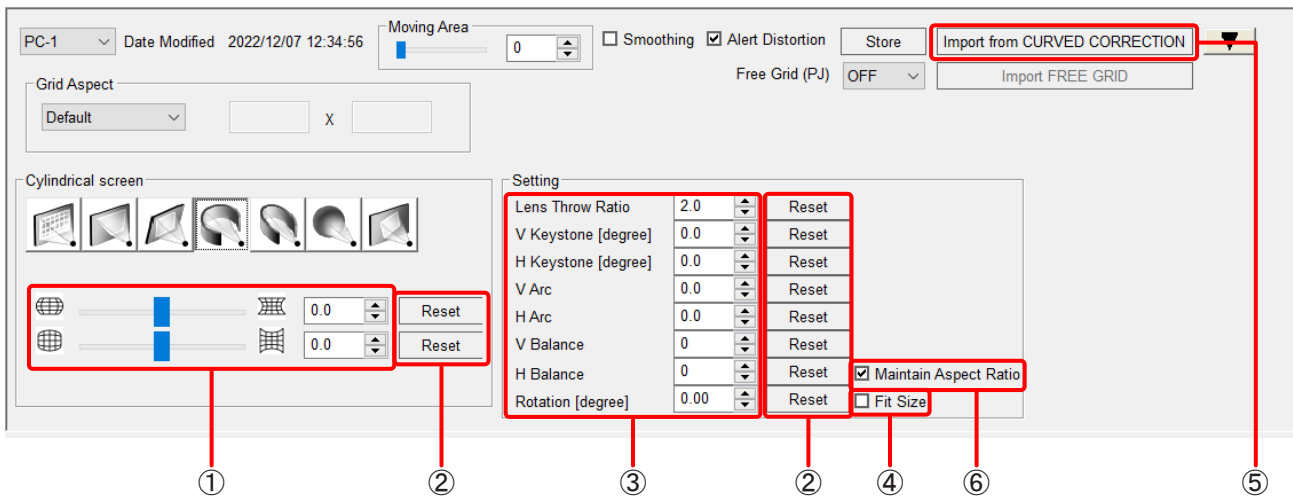 PC-1 Date Modified 2022/12/07 12:34:56 Moving Area 0 Smoothing Alert Distortion Store Import from CURVED CORRECTION
Free Grid (PJ) OFF Import FREE GRID
Grid Aspect
Default X
Cylindrical screen
0.0 Reset
0.0 Reset
Setting
Lens Throw Ratio 2.0 Reset
V Keystone [degree] 0.0 Reset
H Keystone [degree] 0.0 Reset
V Arc 0.0 Reset
H Arc 0.0 Reset
V Balance 0 Reset
H Balance 0 Reset Maintain Aspect Ratio
Rotation [degree] 0.00 Reset Fit Size
① ② ③ ② ④ ⑥ ⑤